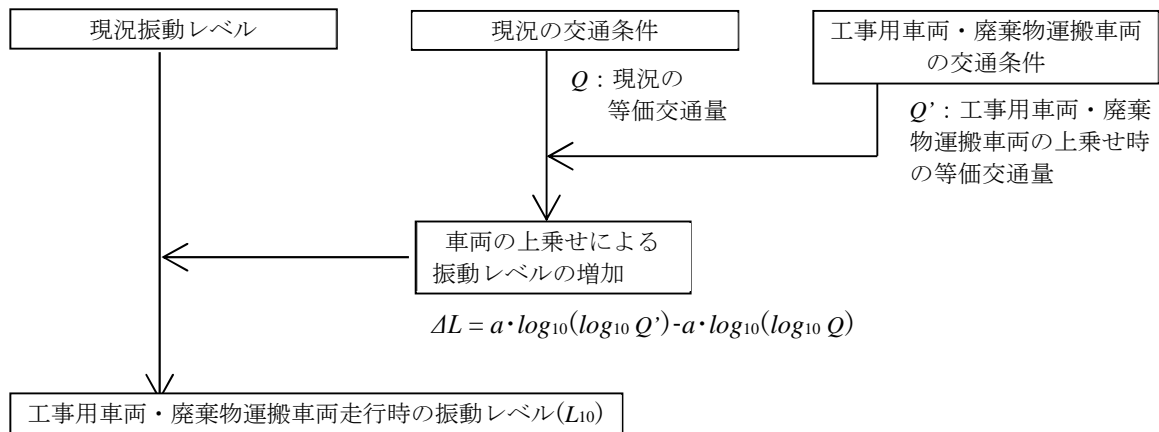 現況振動レベル
現況の交通条件
工事用車両・廃棄物運搬車両
の交通条件
Q：現況の
等価交通量
Q’：工事用車両・廃棄
物運搬車両の上乗せ時
の等価交通量
車両の上乗せによる
振動レベルの増加
ΔL = a・log₁₀(log₁₀ Q’)-a・log₁₀(log₁₀ Q)
工事用車両・廃棄物運搬車両走行時の振動レベル(L₁₀)